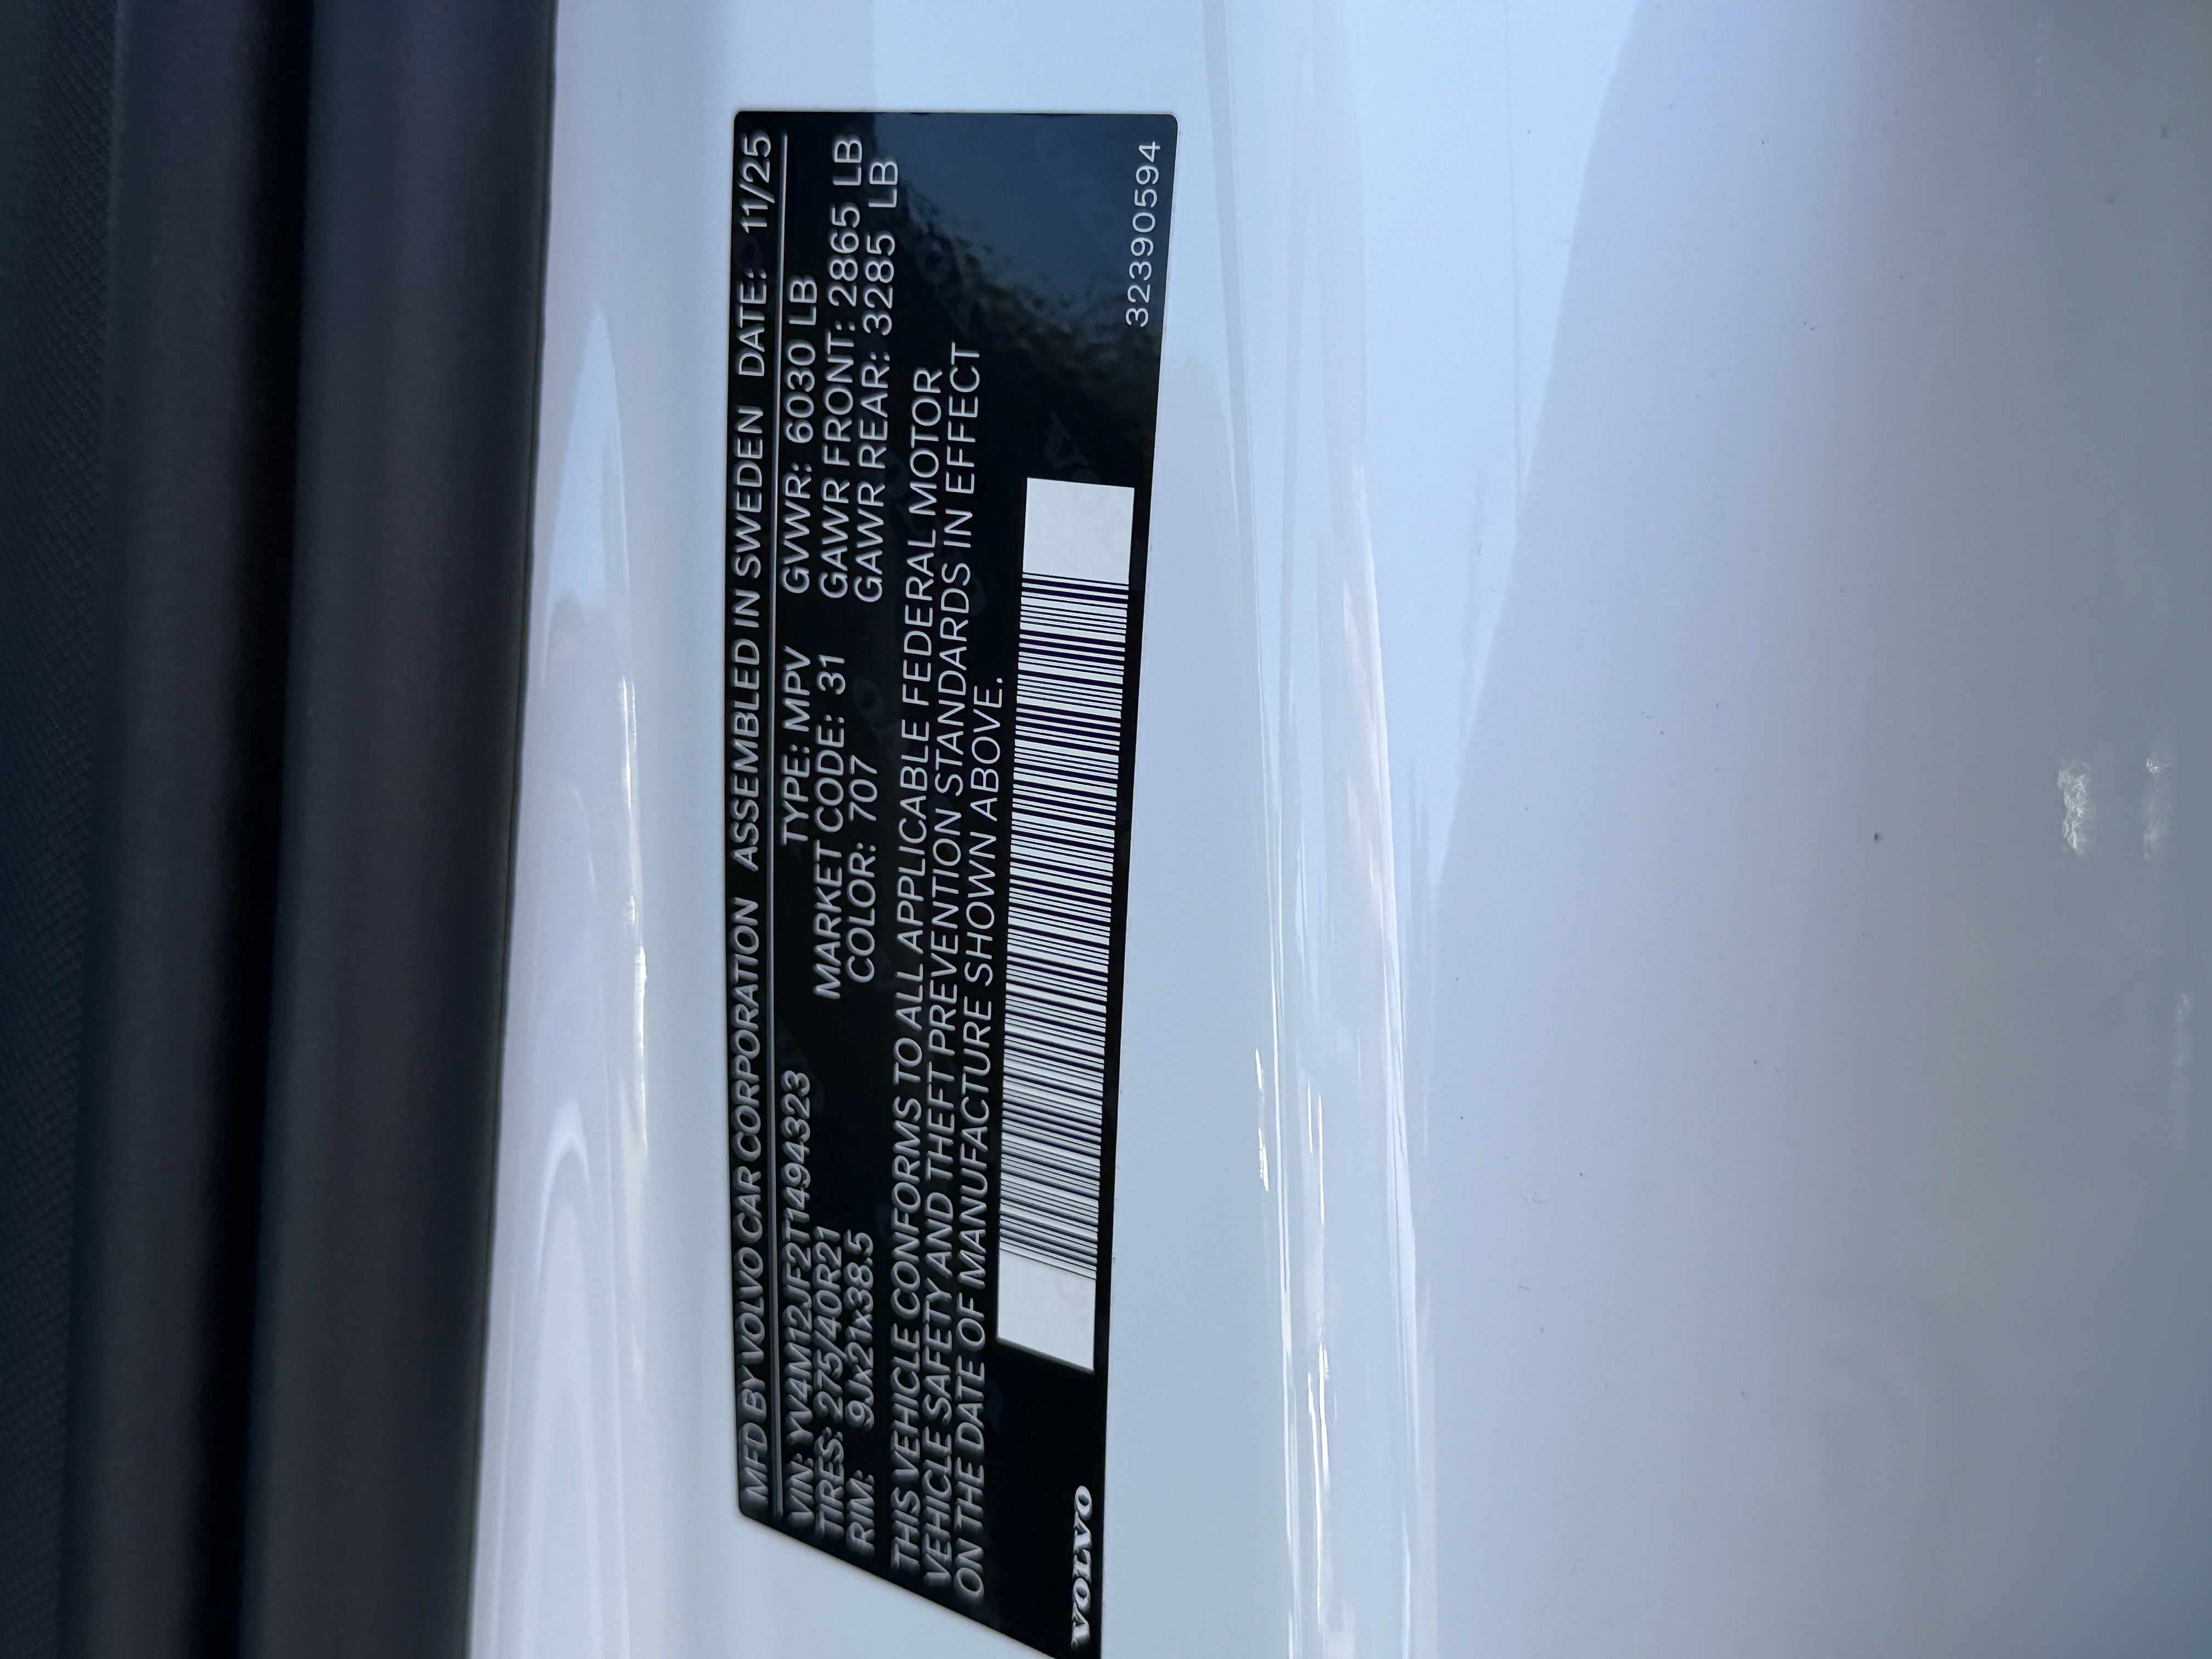 MFD BY VOLVO CAR CORPORATION ASSEMBLED IN SWEDEN DATE: 11/25
VIN: YV4M12JF2T1494323 TYPE: MPV GVWR: 6030 LB
TIRES: 275/40R21 MARKET CODE: 31 GAWR FRONT: 2865 LB
RIM: 9Jx21x38.5 COLOR: 707 GAWR REAR: 3285 LB
THIS VEHICLE CONFORMS TO ALL APPLICABLE FEDERAL MOTOR
VEHICLE SAFETY AND THEFT PREVENTION STANDARDS IN EFFECT
ON THE DATE OF MANUFACTURE SHOWN ABOVE.
VOLVO 32390594